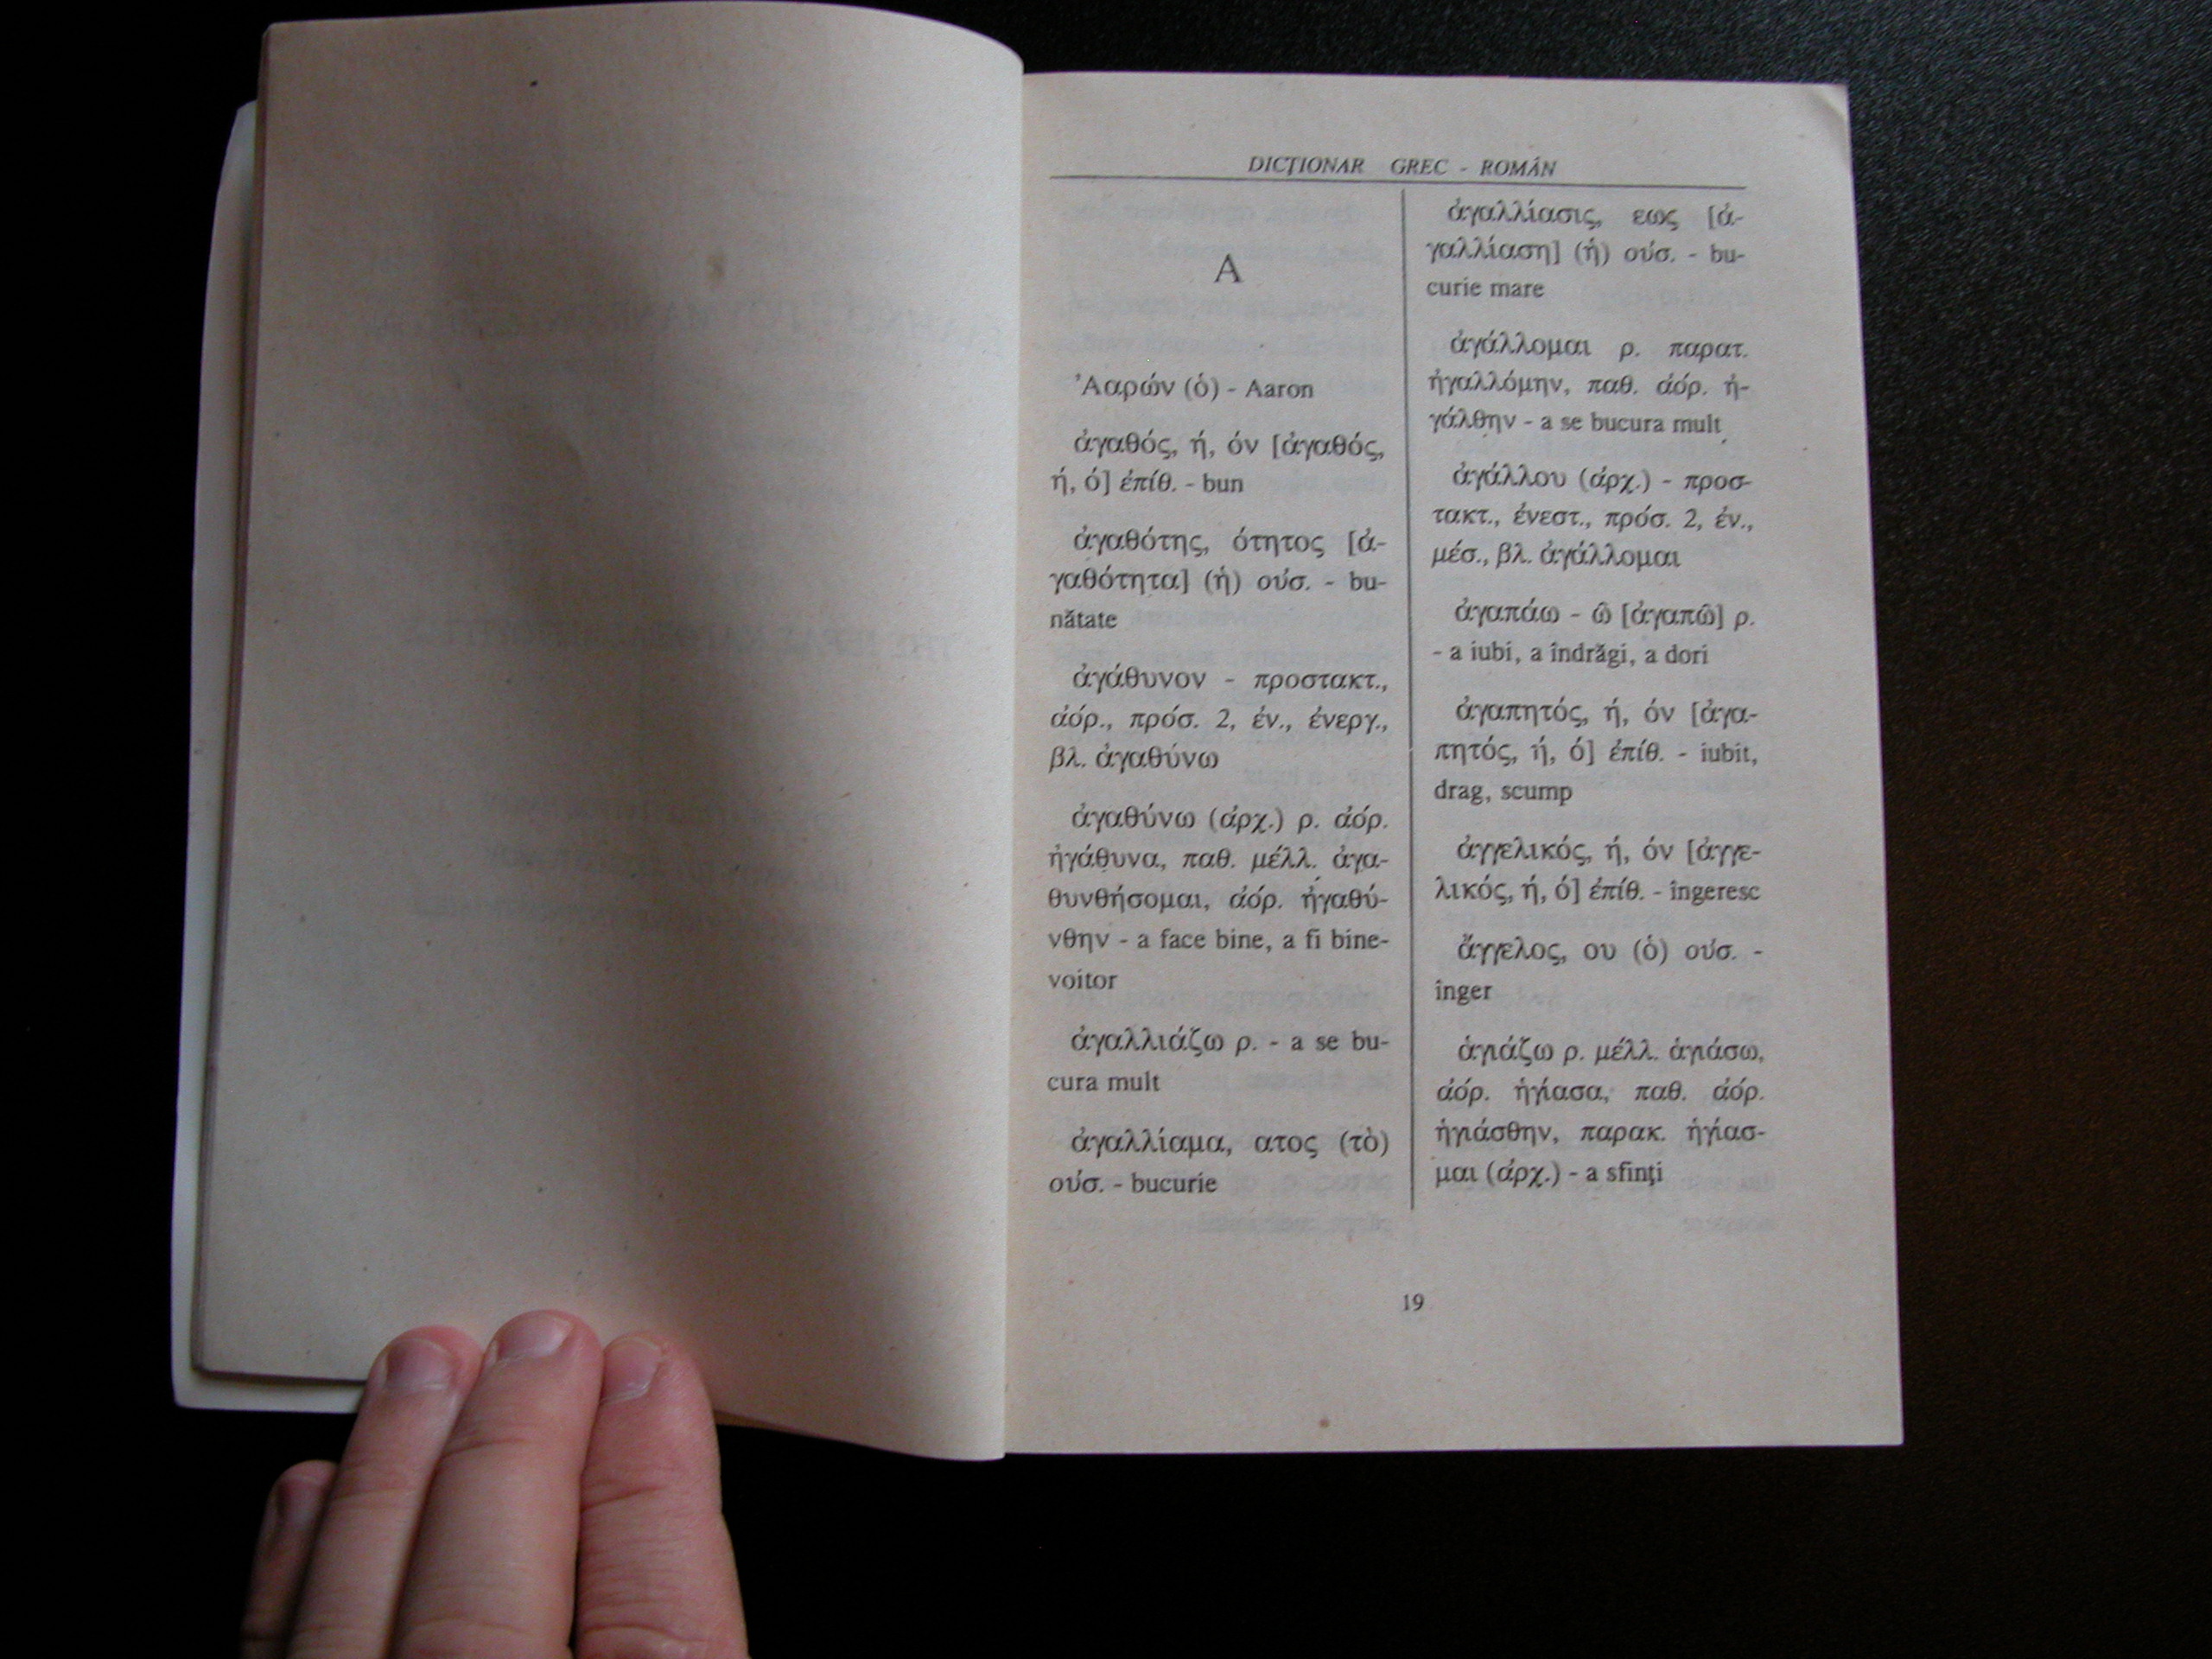 DICŢIONAR GREC - ROMÂN
A
Ἀαρών (ὁ) - Aaron
ἀγαθός, ή, όν [ἀγαθός,
ή, ό] ἐπίθ. - bun
ἀγαθότης, ότητος [ἀ-
γαθότητα] (ἡ) οὐσ. - bu-
nătate
ἀγάθυνον - προστακτ.,
ἀόρ., πρόσ. 2, ἑν., ἐνεργ.,
βλ. ἀγαθύνω
ἀγαθύνω (ἀρχ.) ρ. ἀόρ.
ἠγάθυνα, παθ. μέλλ. ἀγα-
θυνθήσομαι, ἀόρ. ἠγαθύ-
νθην - a face bine, a fi bine-
voitor
ἀγαλλιάζω ρ. - a se bu-
cura mult
ἀγαλλίαμα, ατος (τὸ)
οὐσ. - bucurie
ἀγαλλίασις, εως [ἀ-
γαλλίαση] (ἡ) οὐσ. - bu-
curie mare
ἀγάλλομαι ρ. παρατ.
ἠγαλλόμην, παθ. ἀόρ. ἠ-
γάλθην - a se bucura mult
ἀγάλλου (ἀρχ.) - προσ-
τακτ., ἐνεστ., πρόσ. 2, ἑν.,
μέσ., βλ. ἀγάλλομαι
ἀγαπάω - ῶ [ἀγαπῶ] ρ.
- a iubi, a îndrăgi, a dori
ἀγαπητός, ή, όν [ἀγα-
πητός, ή, ό] ἐπίθ. - iubit,
drag, scump
ἀγγελικός, ή, όν [ἀγγε-
λικός, ή, ό] ἐπίθ. - îngeresc
ἄγγελος, ου (ὁ) οὐσ. -
înger
ἁγιάζω ρ. μέλλ. ἁγιάσω,
ἀόρ. ἡγίασα, παθ. ἀόρ.
ἡγιάσθην, παρακ. ἡγίασ-
μαι (ἀρχ.) - a sfinţi
19